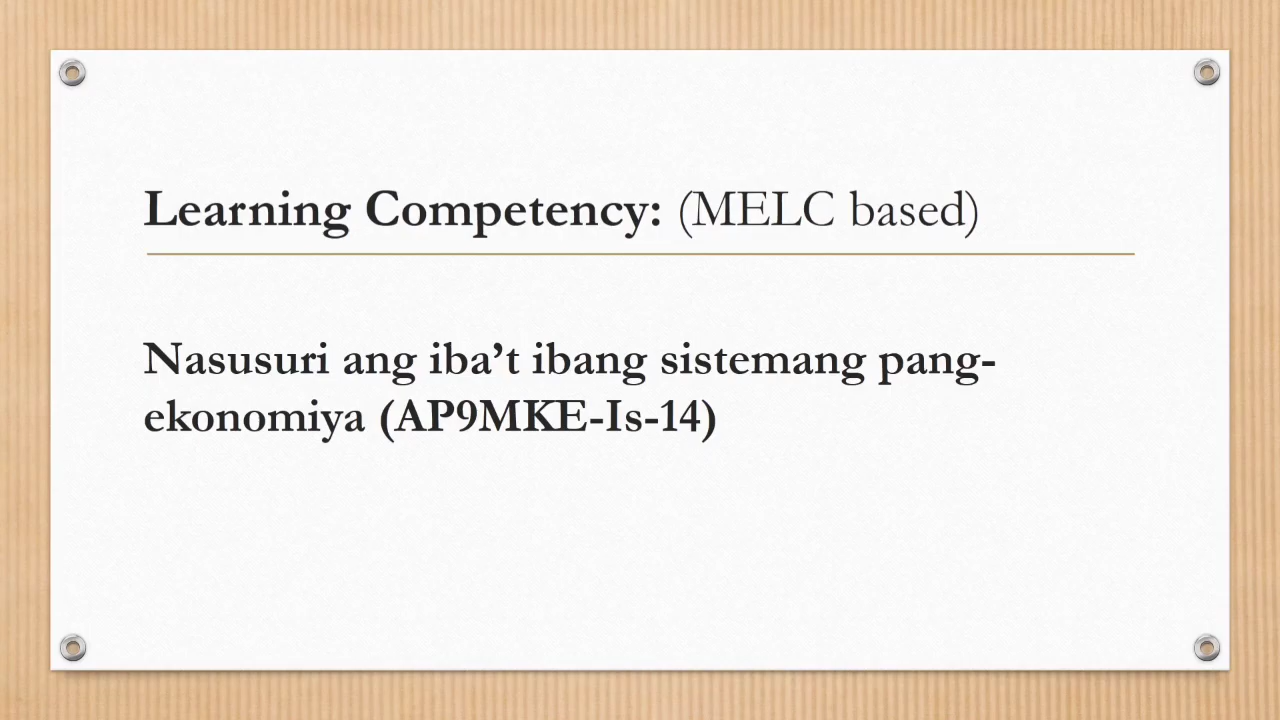 Learning Competency: (MELC based)
Nasusuri ang iba’t ibang sistemang pang-
ekonomiya (AP9MKE-Is-14)